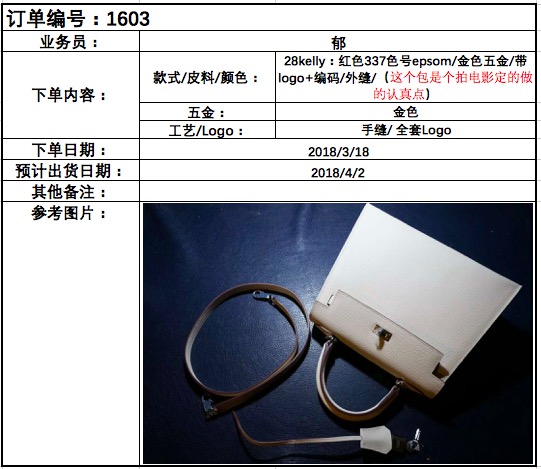 订单编号：1603
业务员：
郁
下单内容：
款式/皮料/颜色：
28kelly：红色337色号epsom/金色五金/带
logo+编码/外缝/（这个包是个拍电影定的做
的认真点）
五金：
金色
工艺/Logo：
手缝/ 全套Logo
下单日期：
2018/3/18
预计出货日期：
2018/4/2
其他备注：
参考图片：